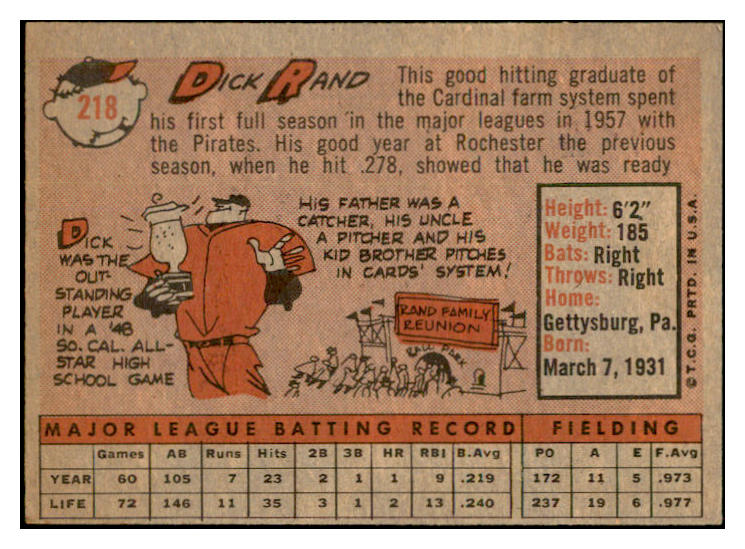 218
DICK RAND
This good hitting graduate of
the Cardinal farm system spent
his first full season in the major leagues in 1957 with
the Pirates. His good year at Rochester the previous
season, when he hit .278, showed that he was ready
DICK
WAS THE
OUT-
STANDING
PLAYER
IN A '48
SO. CAL. ALL-
STAR HIGH
SCHOOL GAME
HIS FATHER WAS A
CATCHER, HIS UNCLE
A PITCHER AND HIS
KID BROTHER PITCHES
IN CARDS' SYSTEM!
RAND FAMILY
REUNION
BALL PARK
Height: 6'2"
Weight: 185
Bats: Right
Throws: Right
Home:
Gettysburg, Pa.
Born:
March 7, 1931
© T.C.G. PRTD. IN U.S.A.
MAJOR LEAGUE BATTING RECORD FIELDING
Games AB Runs Hits 2B 3B HR RBI B.Avg PO A E F.Avg
YEAR 60 105 7 23 2 1 1 9 .219 172 11 5 .973
LIFE 72 146 11 35 3 1 2 13 .240 237 19 6 .977